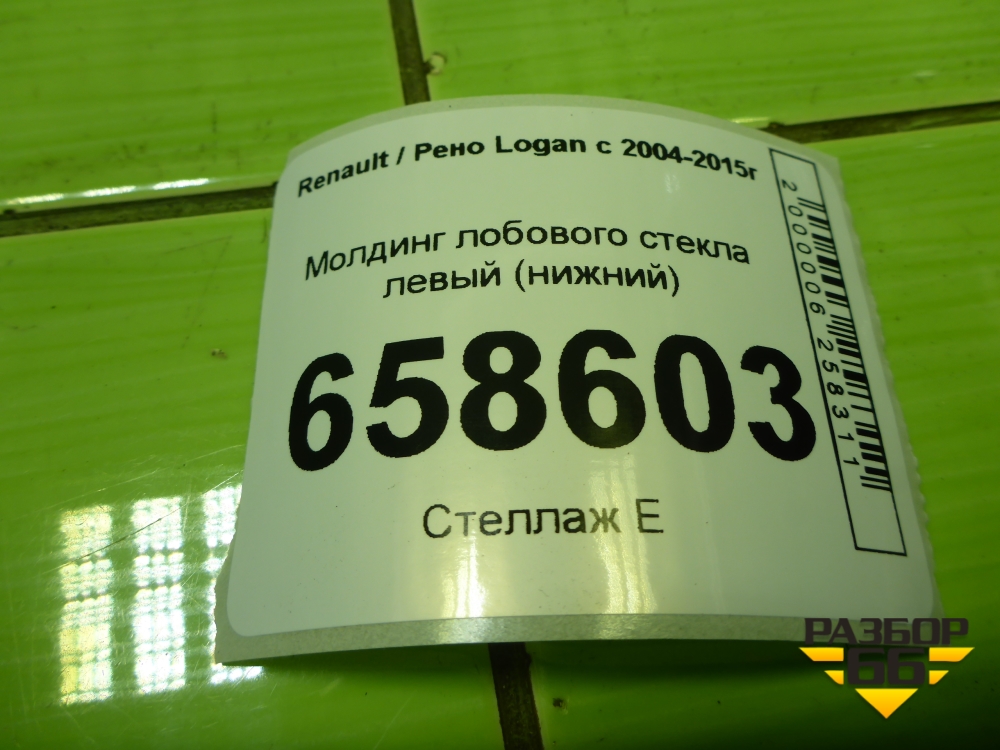 Renault / Рено Logan с 2004-2015г
Молдинг лобового стекла
левый (нижний)
658603
Стеллаж Е
2000006258311
РАЗБОР
66